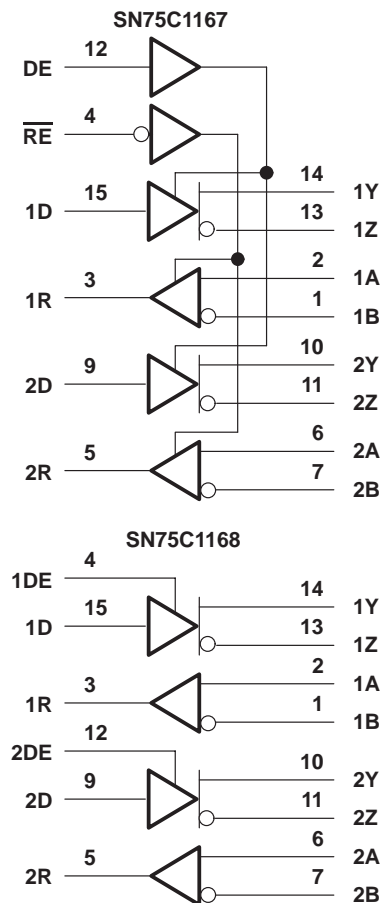 SN75C1167
DE 12
RE 4
1D 15 14 1Y
13 1Z
1R 3 2 1A
1 1B
2D 9 10 2Y
11 2Z
2R 5 6 2A
7 2B
SN75C1168
1DE 4
1D 15 14 1Y
13 1Z
1R 3 2 1A
1 1B
2DE 12
2D 9 10 2Y
11 2Z
2R 5 6 2A
7 2B